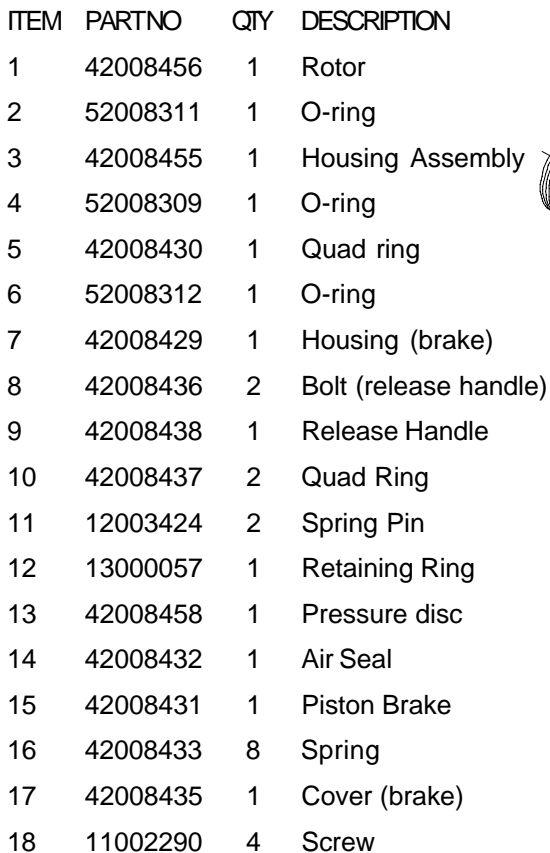 ITEM PARTNO QTY DESCRIPTION
1 42008456 1 Rotor
2 52008311 1 O-ring
3 42008455 1 Housing Assembly
4 52008309 1 O-ring
5 42008430 1 Quad ring
6 52008312 1 O-ring
7 42008429 1 Housing (brake)
8 42008436 2 Bolt (release handle)
9 42008438 1 Release Handle
10 42008437 2 Quad Ring
11 12003424 2 Spring Pin
12 13000057 1 Retaining Ring
13 42008458 1 Pressure disc
14 42008432 1 Air Seal
15 42008431 1 Piston Brake
16 42008433 8 Spring
17 42008435 1 Cover (brake)
18 11002290 4 Screw